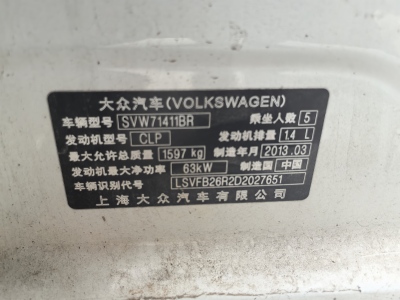 大众汽车(VOLKSWAGEN)
车辆型号 SVW71411BR 乘坐人数 5
发动机型号 CLP 发动机排量 1.4 L
最大允许总质量 1597 kg 制造年月 2013.03
发动机最大净功率 63kW 制造国 中国
车辆识别代号 LSVFB26R2D2027651
上海大众汽车有限公司